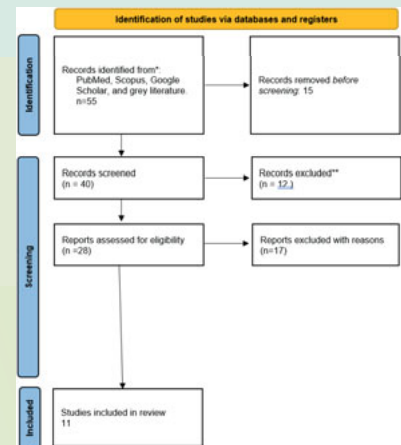 Identification of studies via databases and registers
Identification
Records identified from*:
PubMed, Scopus, Google
Scholar, and grey literature.
n=55
Records removed before
screening: 15
Screening
Records screened
(n = 40)
Records excluded**
(n = 12.)
Reports assessed for eligibility
(n =28)
Reports excluded with reasons
(n=17)
Included
Studies included in review
11